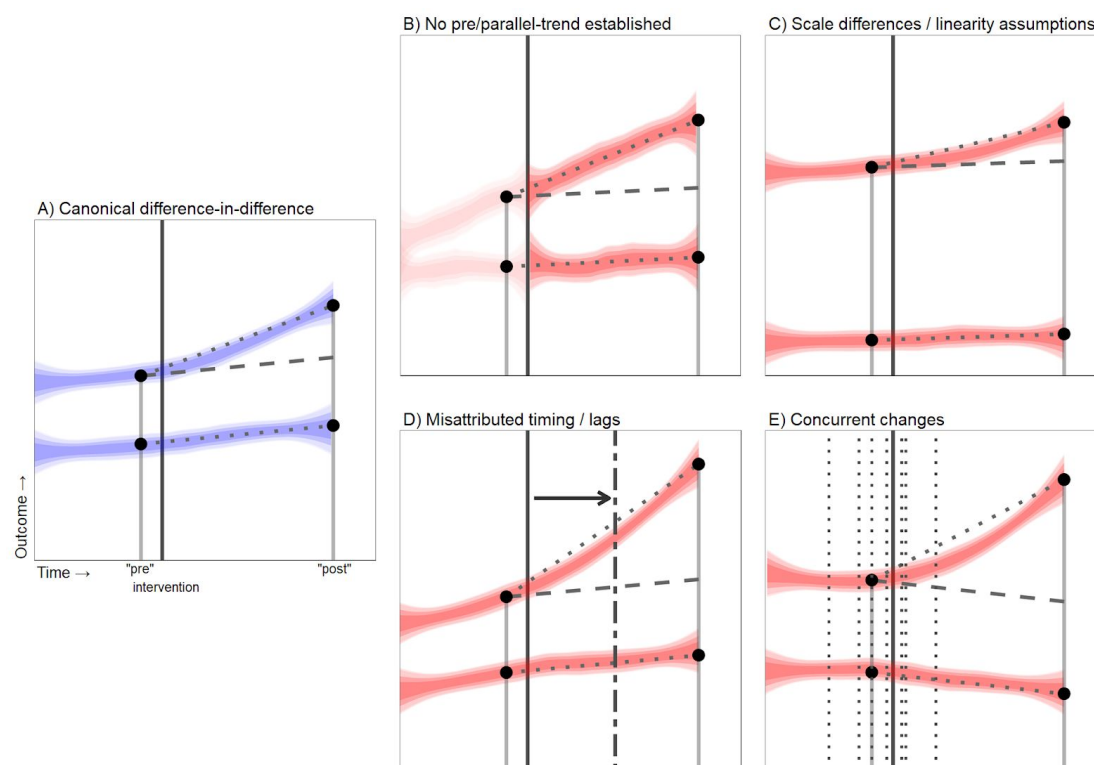 B) No pre/parallel-trend established
C) Scale differences / linearity assumptions
A) Canonical difference-in-difference
Outcome →
Time →
"pre"
intervention
"post"
D) Misattributed timing / lags
E) Concurrent changes